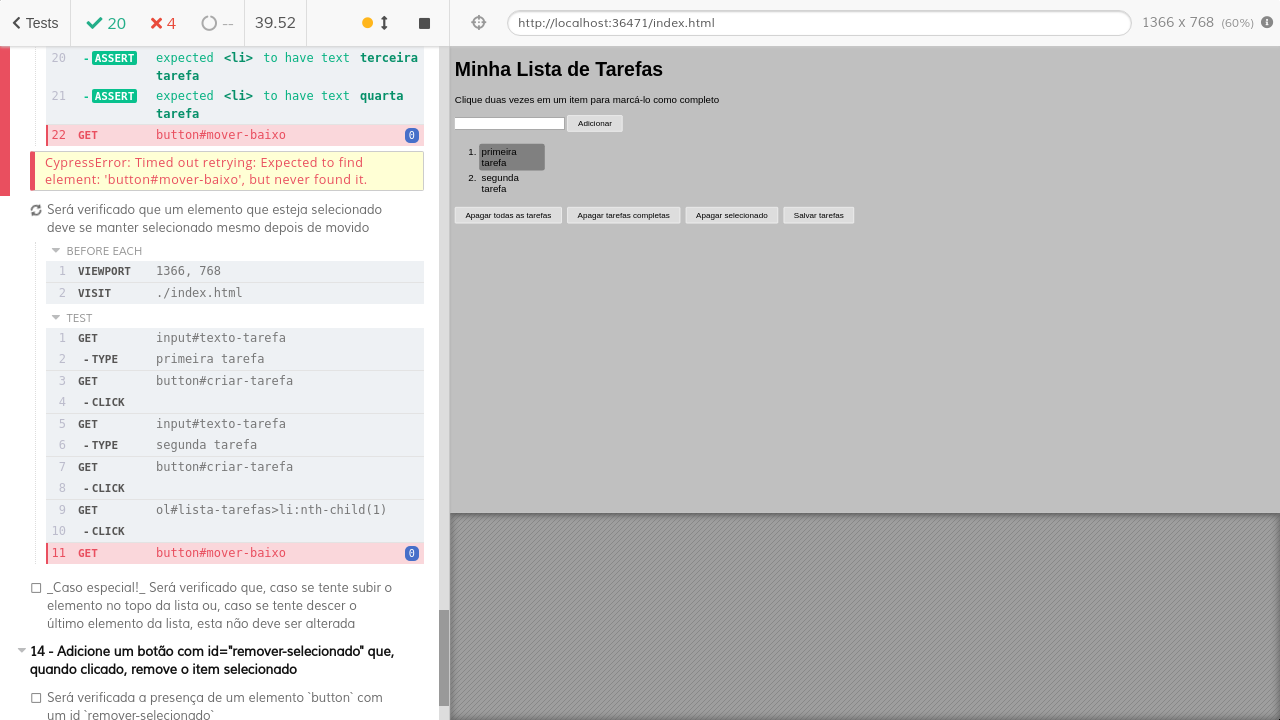 Tests 20 4 -- 39.52 http://localhost:36471/index.html 1366 x 768 (60%)
20 - ASSERT expected <li> to have text terceira
tarefa
21 - ASSERT expected <li> to have text quarta
tarefa
22 GET button#mover-baixo 0
CypressError: Timed out retrying: Expected to find
element: 'button#mover-baixo', but never found it.
Será verificado que um elemento que esteja selecionado
deve se manter selecionado mesmo depois de movido
BEFORE EACH
1 VIEWPORT 1366, 768
2 VISIT ./index.html
TEST
1 GET input#texto-tarefa
2 - TYPE primeira tarefa
3 GET button#criar-tarefa
4 - CLICK
5 GET input#texto-tarefa
6 - TYPE segunda tarefa
7 GET button#criar-tarefa
8 - CLICK
9 GET ol#lista-tarefas>li:nth-child(1)
10 - CLICK
11 GET button#mover-baixo 0
_Caso especial!_ Será verificado que, caso se tente subir o
elemento no topo da lista ou, caso se tente descer o
último elemento da lista, esta não deve ser alterada
14 - Adicione um botão com id="remover-selecionado" que,
quando clicado, remove o item selecionado
Será verificada a presença de um elemento `button` com
um id `remover-selecionado`
Minha Lista de Tarefas
Clique duas vezes em um item para marcá-lo como completo
Adicionar
1. primeira
tarefa
2. segunda
tarefa
Apagar todas as tarefas Apagar tarefas completas Apagar selecionado Salvar tarefas